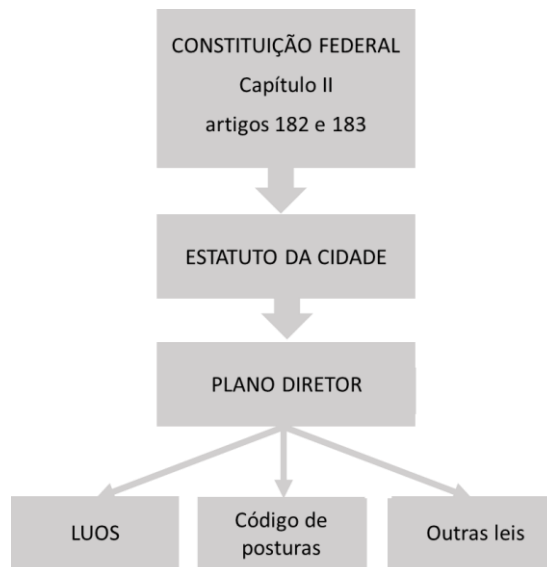 CONSTITUIÇÃO FEDERAL
Capítulo II
artigos 182 e 183
ESTATUTO DA CIDADE
PLANO DIRETOR
LUOS
Código de
posturas
Outras leis